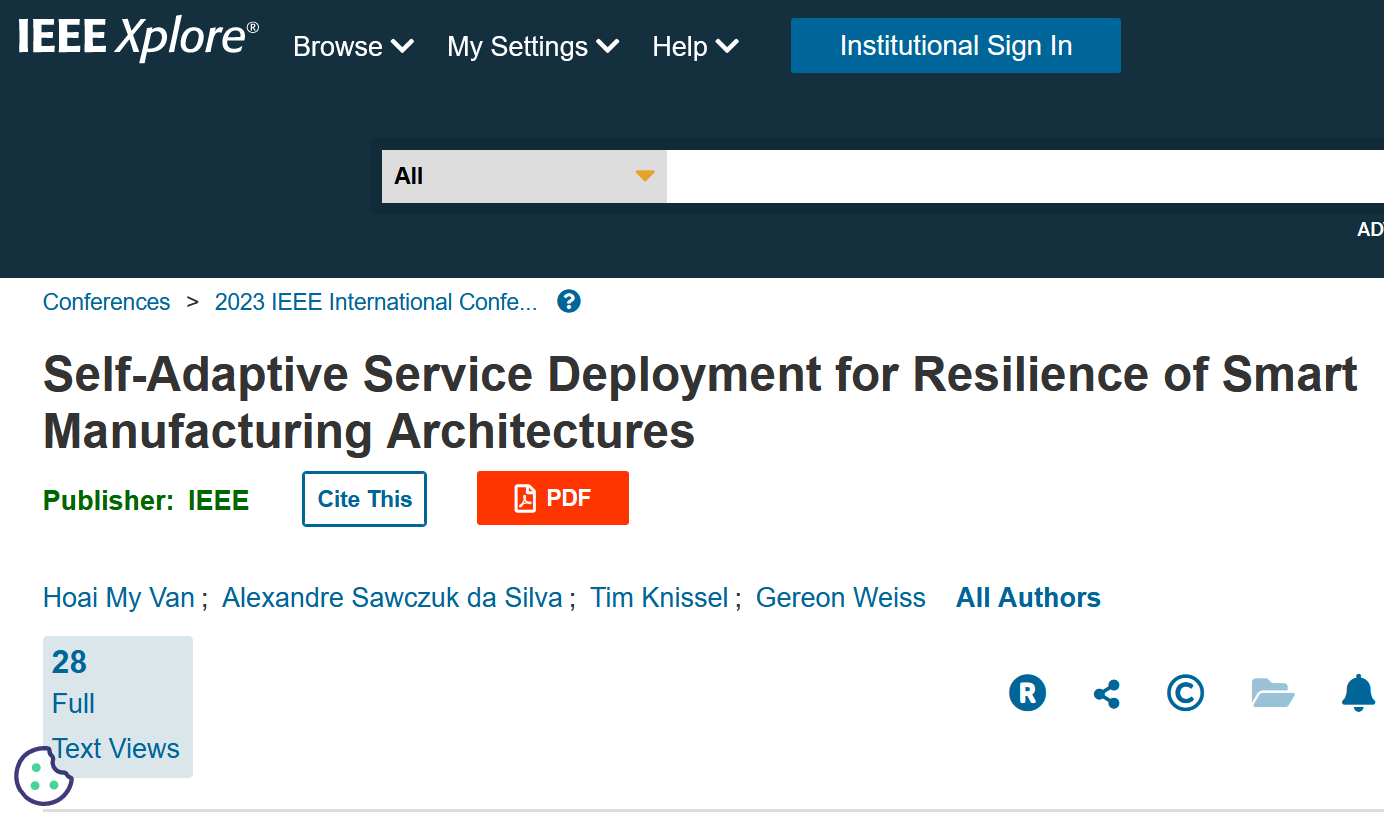 IEEE Xplore®
Browse My Settings Help Institutional Sign In
All
AD
Conferences > 2023 IEEE International Confe... ?
Self-Adaptive Service Deployment for Resilience of Smart
Manufacturing Architectures
Publisher: IEEE Cite This PDF
Hoai My Van ; Alexandre Sawczuk da Silva ; Tim Knissel ; Gereon Weiss All Authors
28
Full
Text Views
R ©